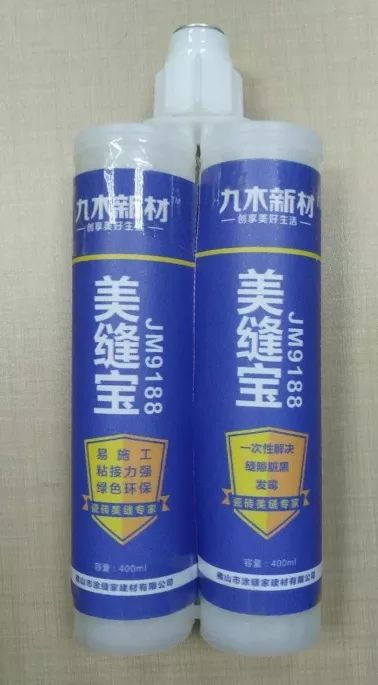 九木新材
TM
创享美好生活
美缝宝
JM9188
易施工
粘接力强
绿色环保
瓷砖美缝专家
容量:400ml
佛山市涂缝家建材有限公司
九木新材
创享美好生活
美缝宝
JM9188
一次性解决
缝隙脏黑
发霉
瓷砖美缝专家
容量:400ml
佛山市涂缝家建材有限公司